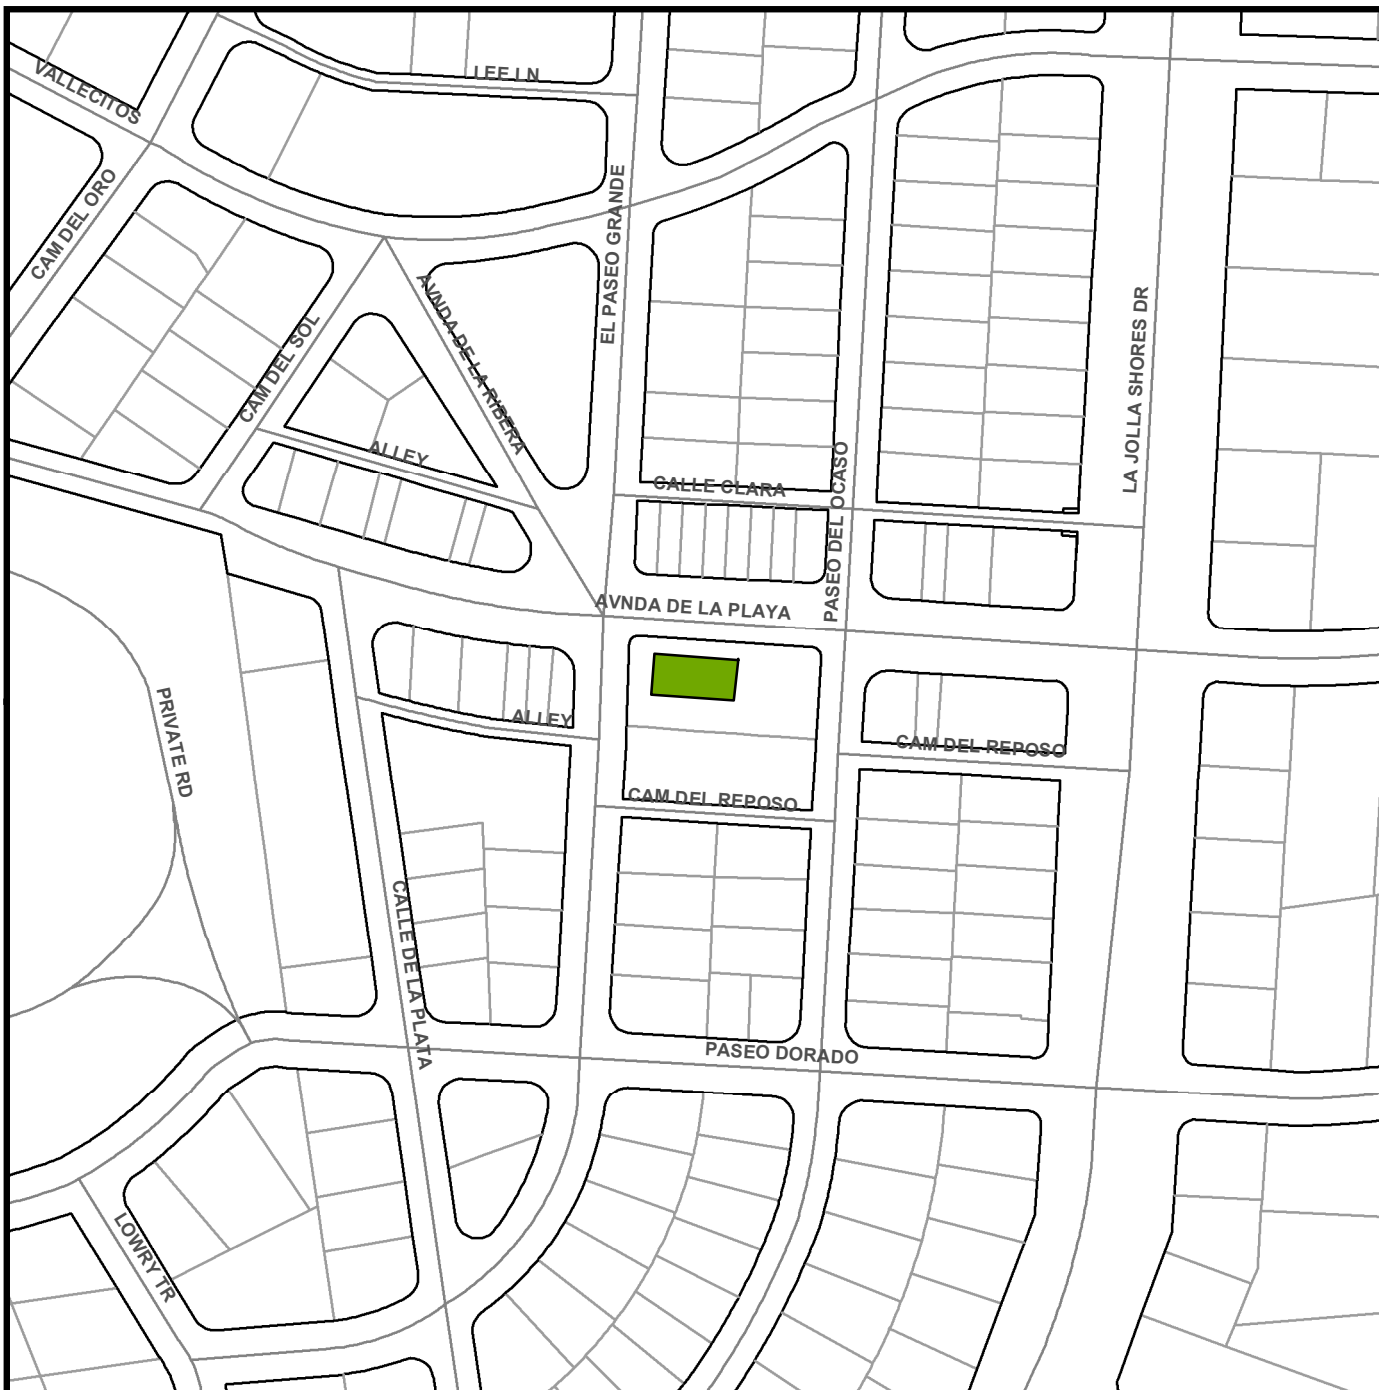 LEE LN
VALLECITOS
CAM DEL ORO
EL PASEO GRANDE
AVNDA DE LA RIBERA
CAM DEL SOL
LA JOLLA SHORES DR
ALLEY
CALLE CLARA
PASEO DEL OCASO
AVNDA DE LA PLAYA
PRIVATE RD
ALLEY
CAM DEL REPOSO
CAM DEL REPOSO
CALLE DE LA PLATA
PASEO DORADO
LOWRY TR